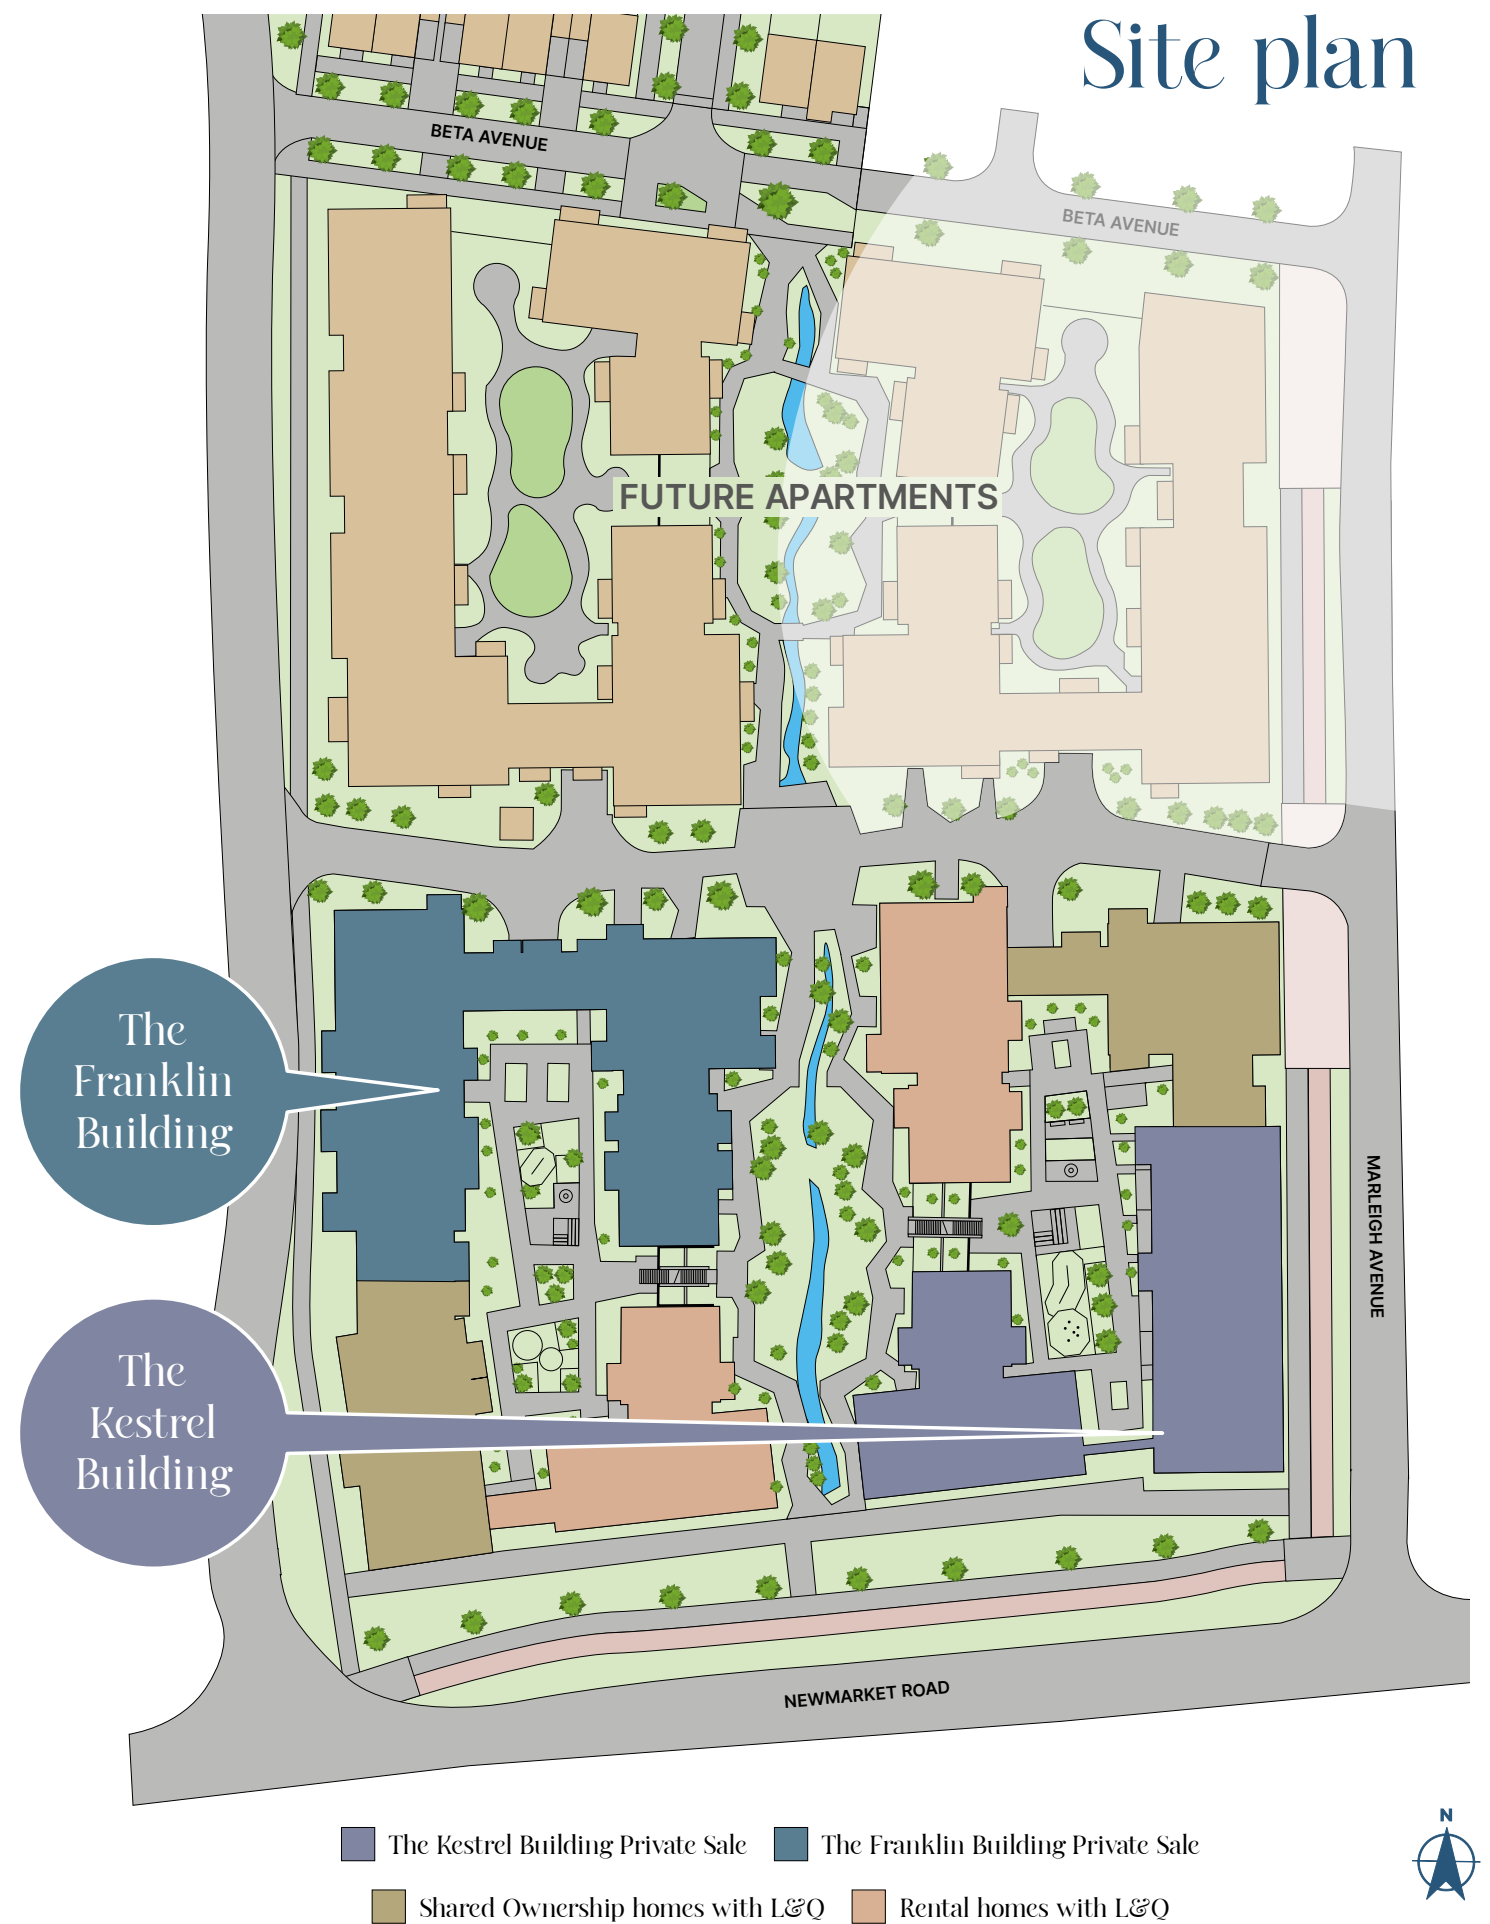 Site plan
BETA AVENUE
BETA AVENUE
FUTURE APARTMENTS
The
Franklin
Building
The
Kestrel
Building
MARLEIGH AVENUE
NEWMARKET ROAD
N
The Kestrel Building Private Sale
The Franklin Building Private Sale
Shared Ownership homes with L&Q
Rental homes with L&Q